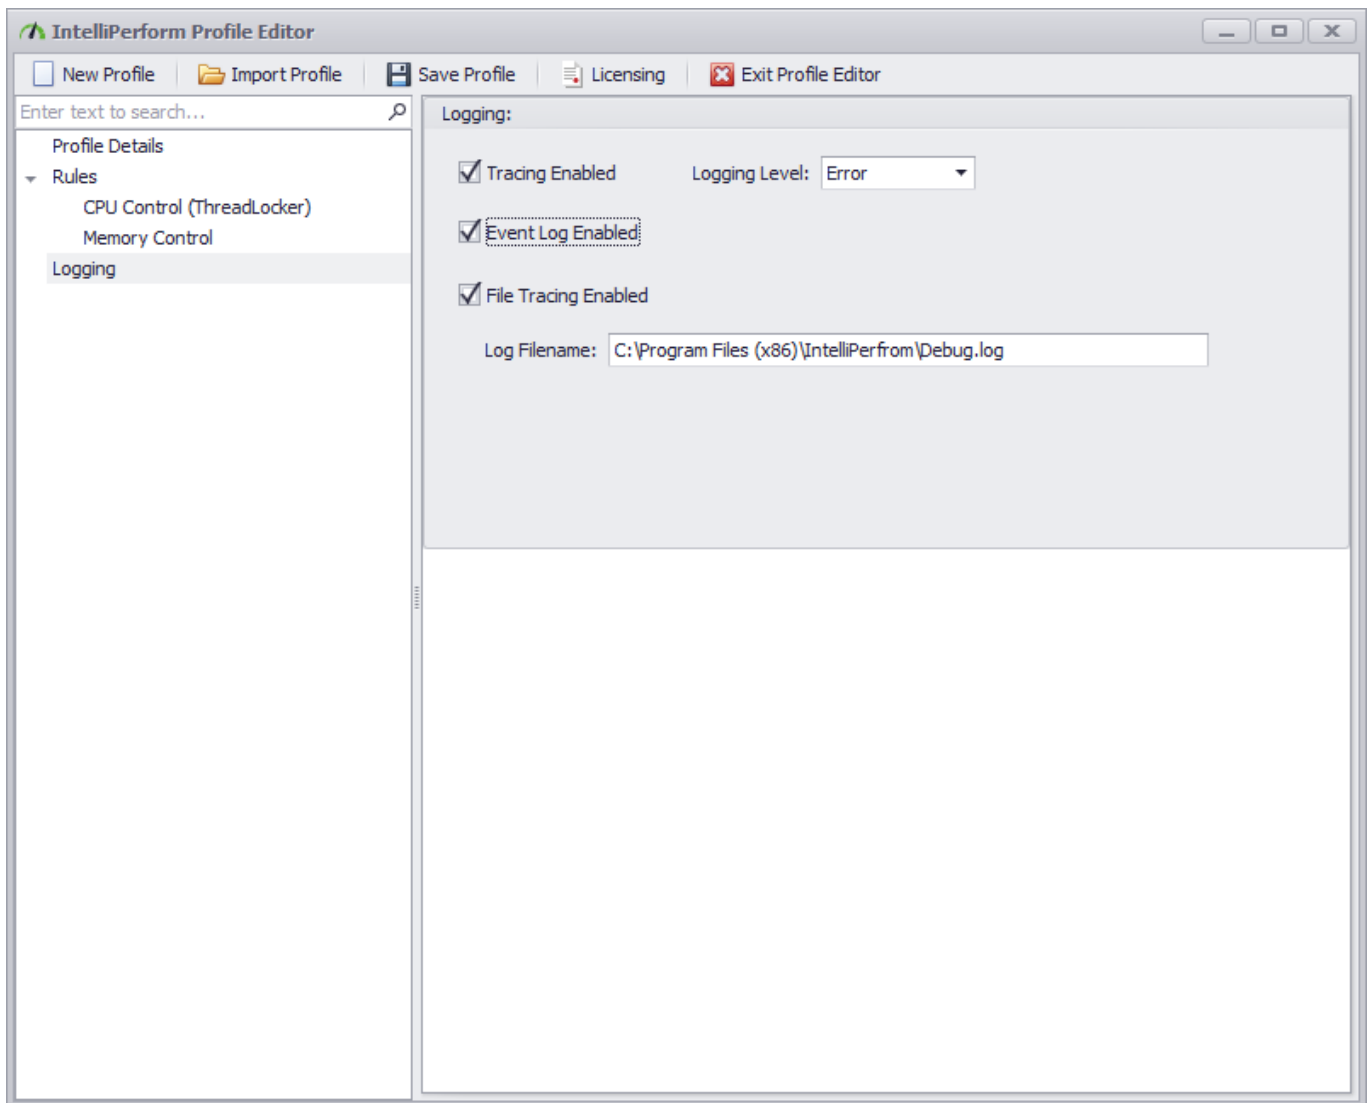 IntelliPerform Profile Editor
New Profile Import Profile Save Profile Licensing Exit Profile Editor
Enter text to search...
Profile Details
Rules
CPU Control (ThreadLocker)
Memory Control
Logging
Logging:
Tracing Enabled Logging Level: Error
Event Log Enabled
File Tracing Enabled
Log Filename: C:\Program Files (x86)\IntelliPerfrom\Debug.log